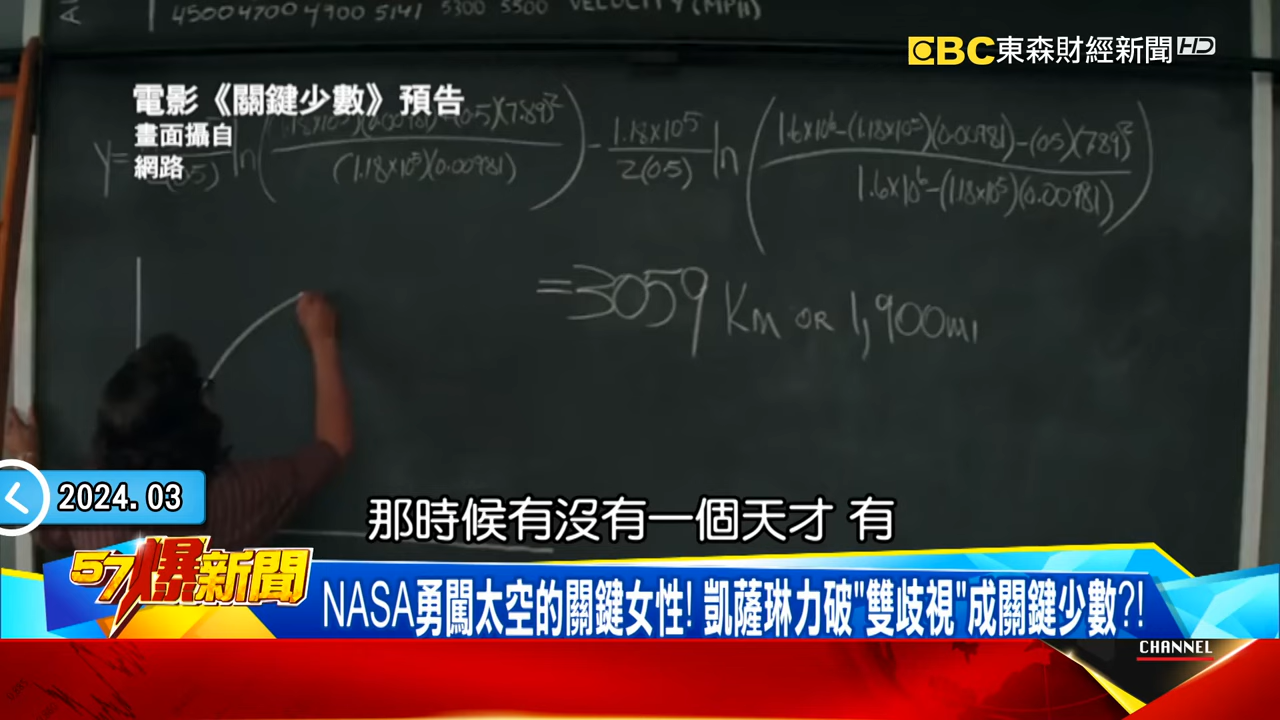 45004700 4900 5141 5300 5500 VELOCITY (MPH)
EBC東森財經新聞HD
電影《關鍵少數》預告
畫面攝自
網路
- 1.18x10⁵ / 2(0.5) ln (1.6x10⁶-(1.18x10⁵)(0.00981)-(05)(7.89)² / 1.6x10⁶-(1.18x10⁵)(0.00981))
(1.18x10⁵)(0.00981)
=3059 Km OR 1,900mi
2024.03
那時候有沒有一個天才 有
57爆新聞
NASA勇闖太空的關鍵女性! 凱薩琳力破"雙歧視"成關鍵少數?!
CHANNEL